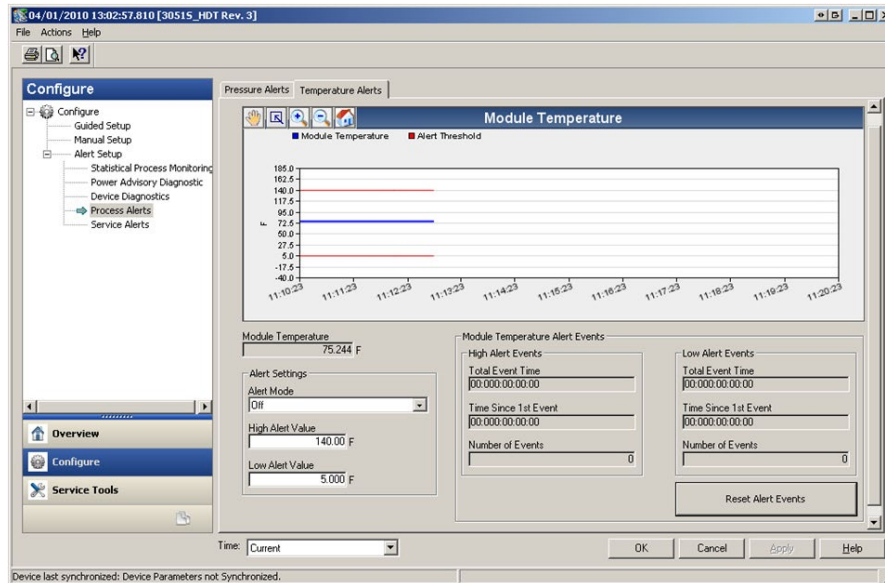 04/01/2010 13:02:57.810 [3051S_HDT Rev. 3]
File Actions Help
Configure
Configure
Guided Setup
Manual Setup
Alert Setup
Statistical Process Monitoring
Power Advisory Diagnostic
Device Diagnostics
Process Alerts
Service Alerts
Overview
Configure
Service Tools
Pressure Alerts Temperature Alerts
Module Temperature
Module Temperature Alert Threshold
185.0
162.5
140.0
117.5
95.0
72.5
50.0
27.5
5.0
-17.5
-40.0
F
11:10:23 11:11:23 11:12:23 11:13:23 11:14:23 11:15:23 11:16:23 11:17:23 11:18:23 11:19:23 11:20:23
Module Temperature
75.244 F
Alert Settings
Alert Mode
Off
High Alert Value
140.00 F
Low Alert Value
5.000 F
Module Temperature Alert Events
High Alert Events
Total Event Time
00:000:00:00:00
Time Since 1st Event
00:000:00:00:00
Number of Events
0
Low Alert Events
Total Event Time
00:000:00:00:00
Time Since 1st Event
00:000:00:00:00
Number of Events
0
Reset Alert Events
Time: Current
OK Cancel Apply Help
Device last synchronized: Device Parameters not Synchronized.